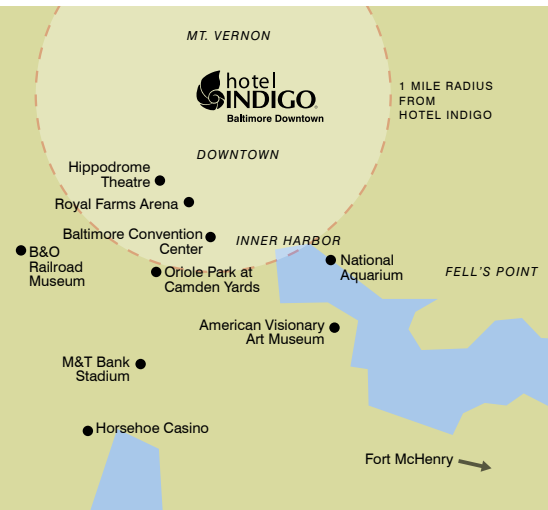 MT. VERNON
hotel
INDIGO
Baltimore Downtown
1 MILE RADIUS
FROM
HOTEL INDIGO
DOWNTOWN
Hippodrome
Theatre
Royal Farms Arena
Baltimore Convention
Center
INNER HARBOR
B&O
Railroad
Museum
Oriole Park at
Camden Yards
National
Aquarium
FELL'S POINT
American Visionary
Art Museum
M&T Bank
Stadium
Horsehoe Casino
Fort McHenry